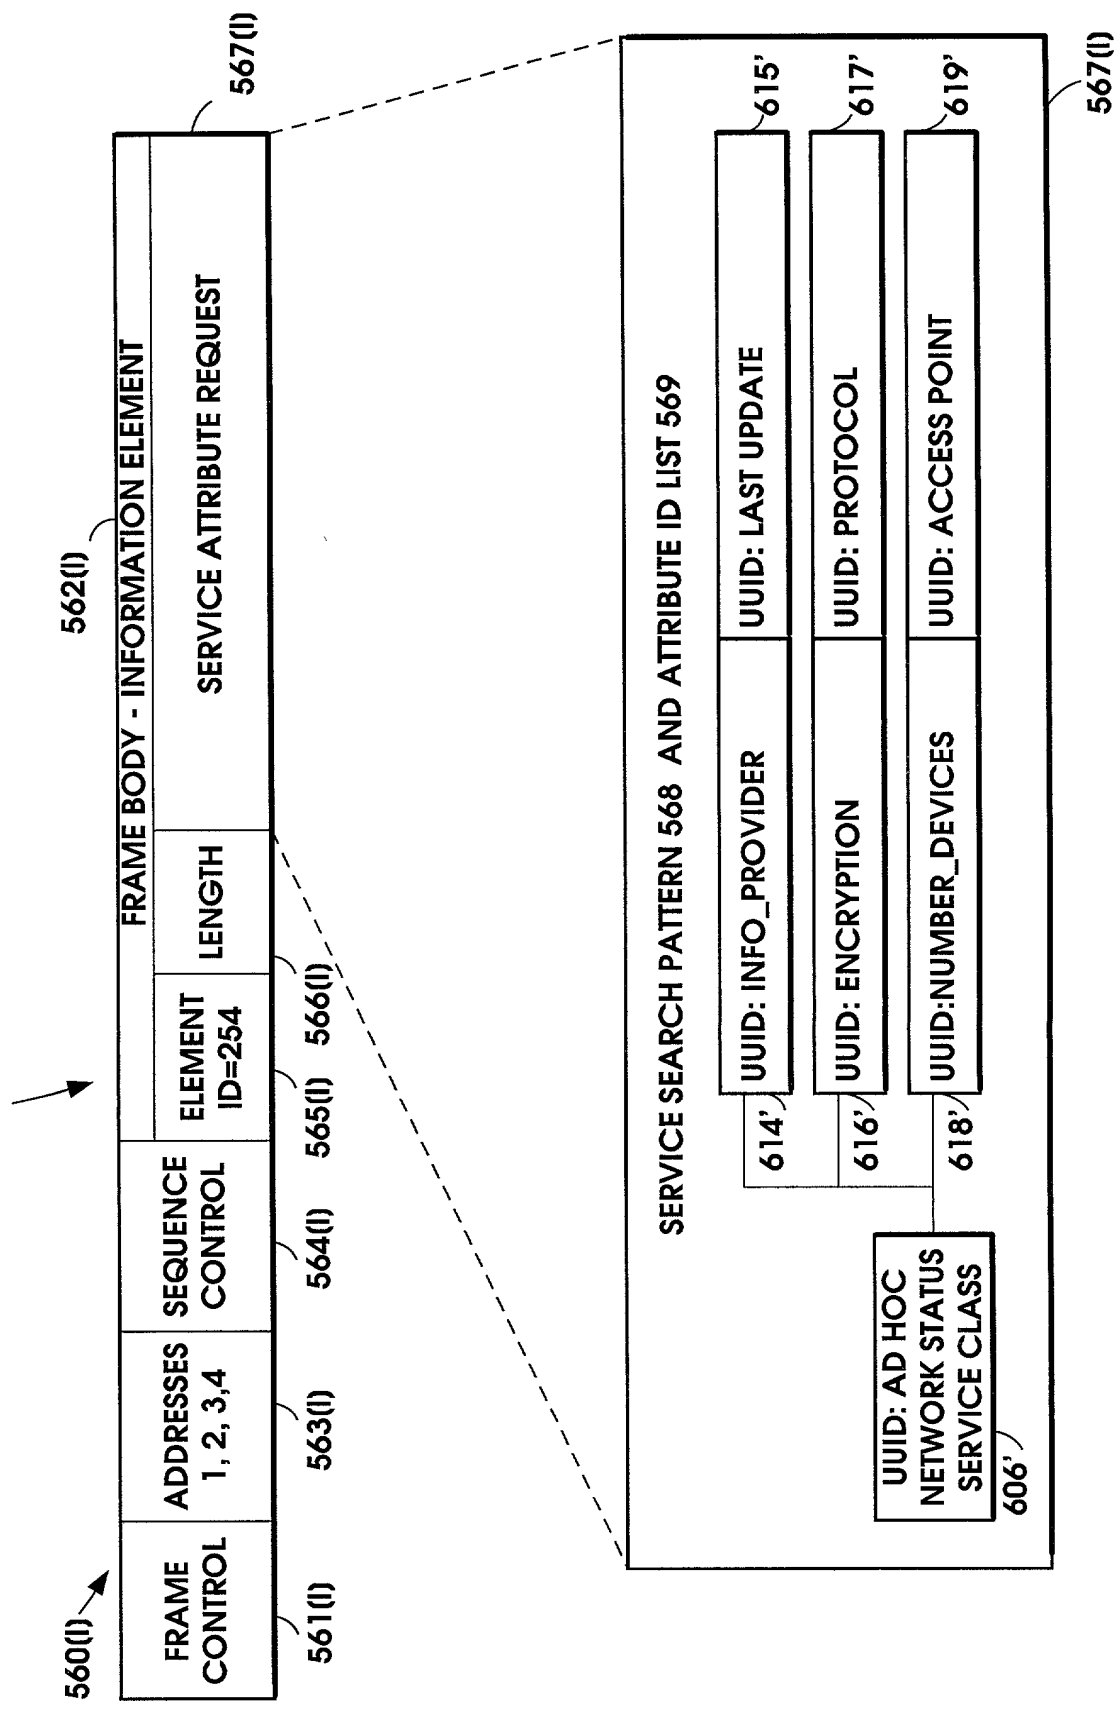 560(I)
562(I)
567(I)
FRAME BODY - INFORMATION ELEMENT
FRAME
CONTROL
ADDRESSES
1, 2, 3,4
SEQUENCE
CONTROL
ELEMENT
ID=254
LENGTH
SERVICE ATTRIBUTE REQUEST
561(I)
563(I)
564(I)
565(I)
566(I)
SERVICE SEARCH PATTERN 568 AND ATTRIBUTE ID LIST 569
UUID: INFO_PROVIDER
UUID: LAST UPDATE
615'
614'
UUID: ENCRYPTION
UUID: PROTOCOL
617'
616'
UUID:NUMBER_DEVICES
UUID: ACCESS POINT
619'
618'
UUID: AD HOC
NETWORK STATUS
SERVICE CLASS
606'
567(I)